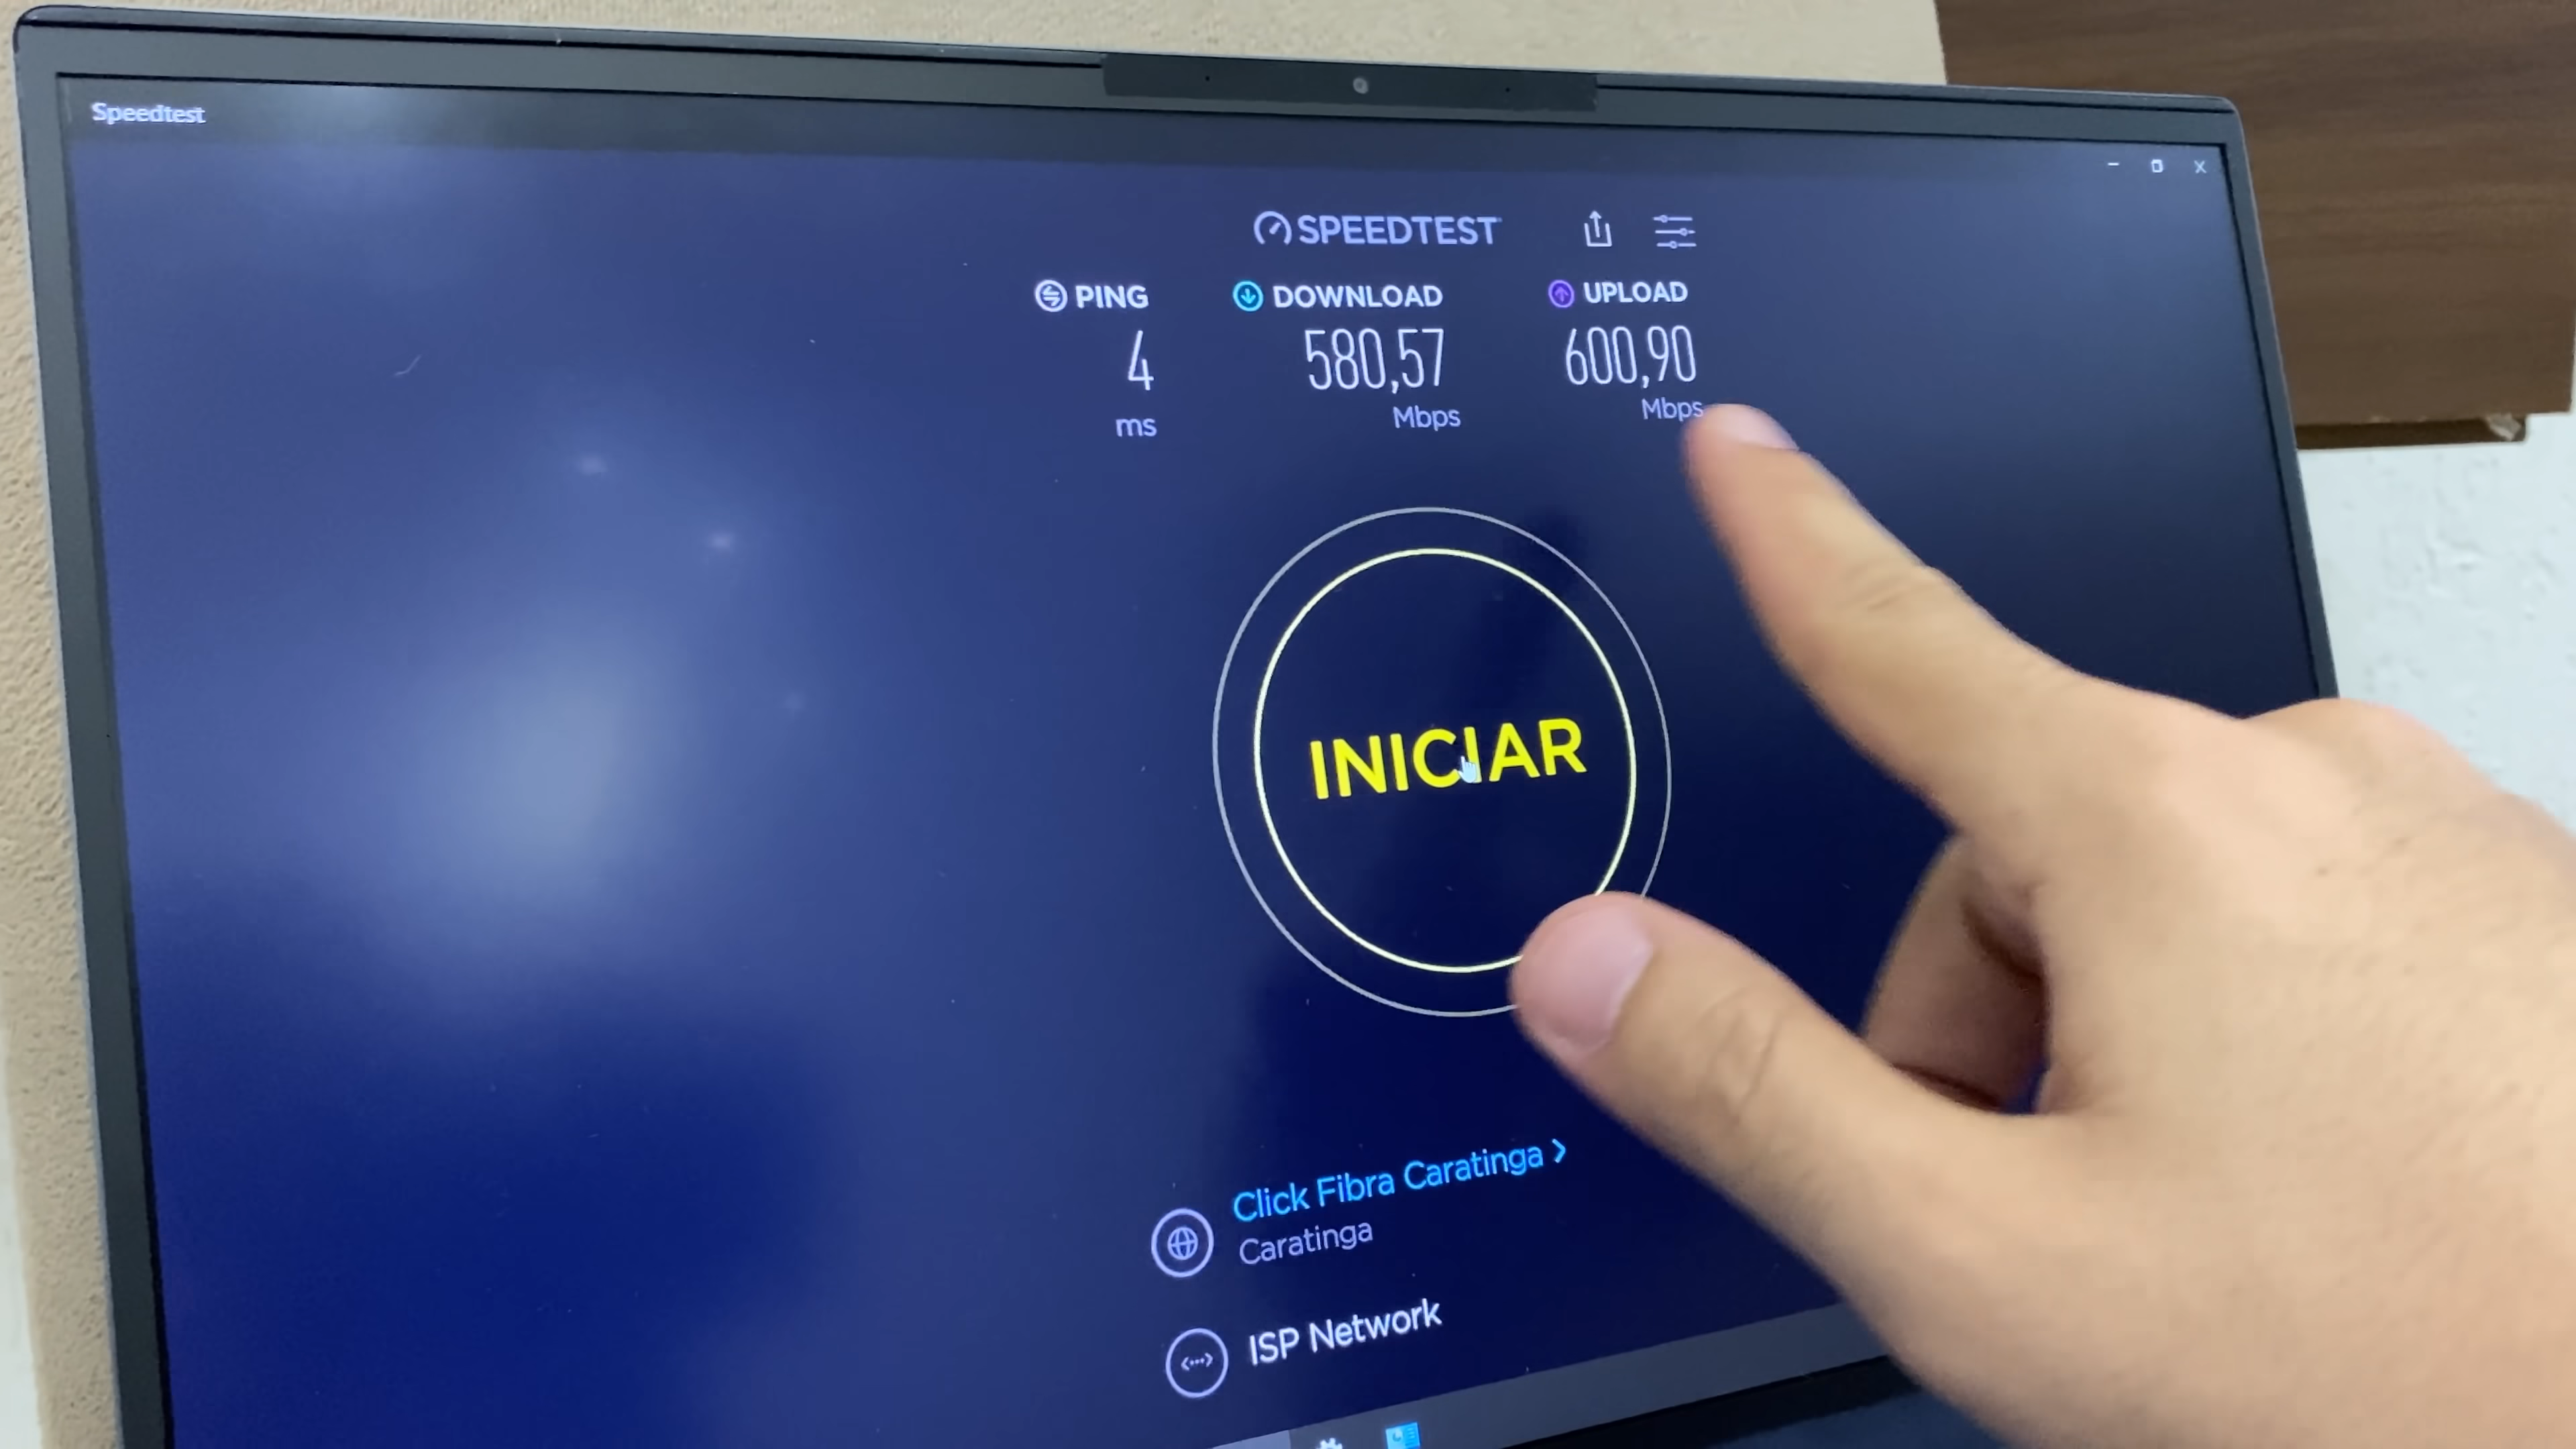 Speedtest
SPEEDTEST
PING
4
ms
DOWNLOAD
580,57
Mbps
UPLOAD
600,90
Mbps
INICIAR
Click Fibra Caratinga >
Caratinga
ISP Network